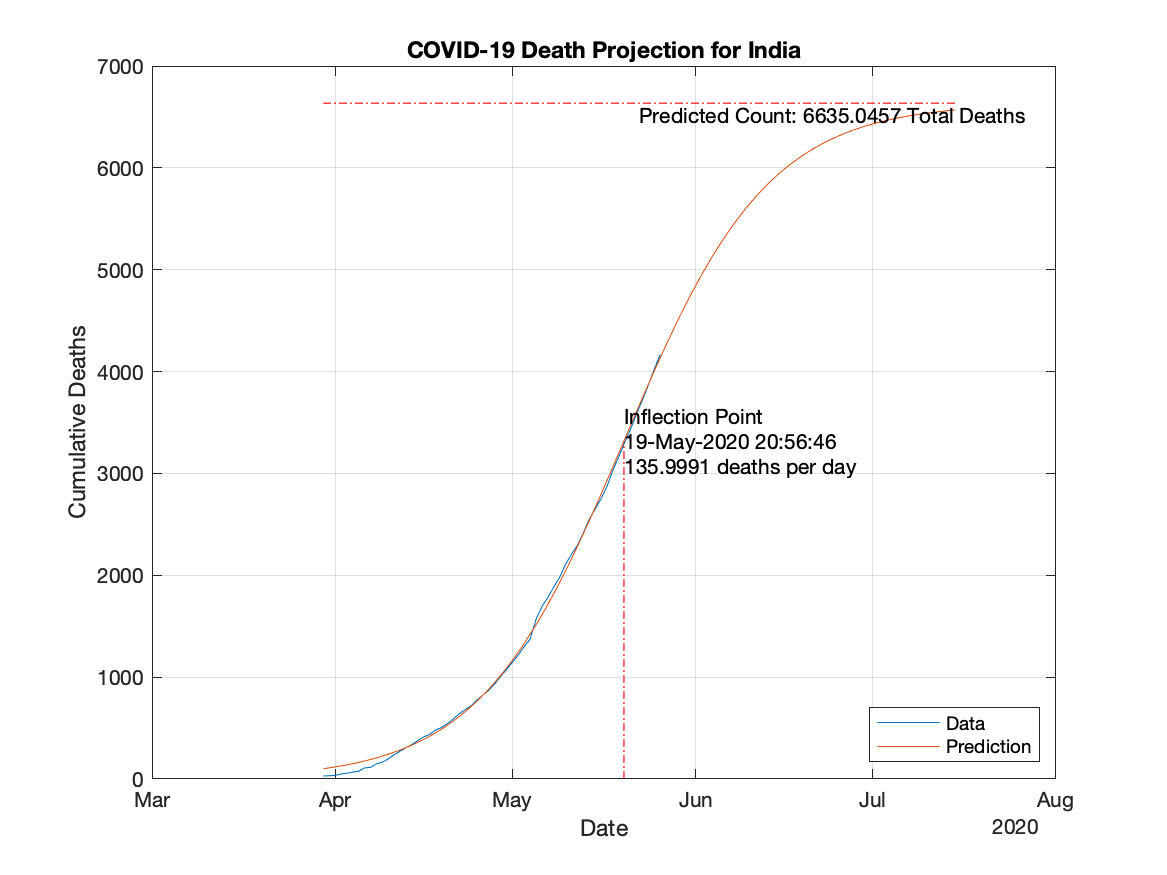 COVID-19 Death Projection for India
7000
6000
5000
4000
3000
2000
1000
0
Cumulative Deaths
Predicted Count: 6635.0457 Total Deaths
Inflection Point
19-May-2020 20:56:46
135.9991 deaths per day
Data
Prediction
Mar Apr May Jun Jul Aug
Date
2020